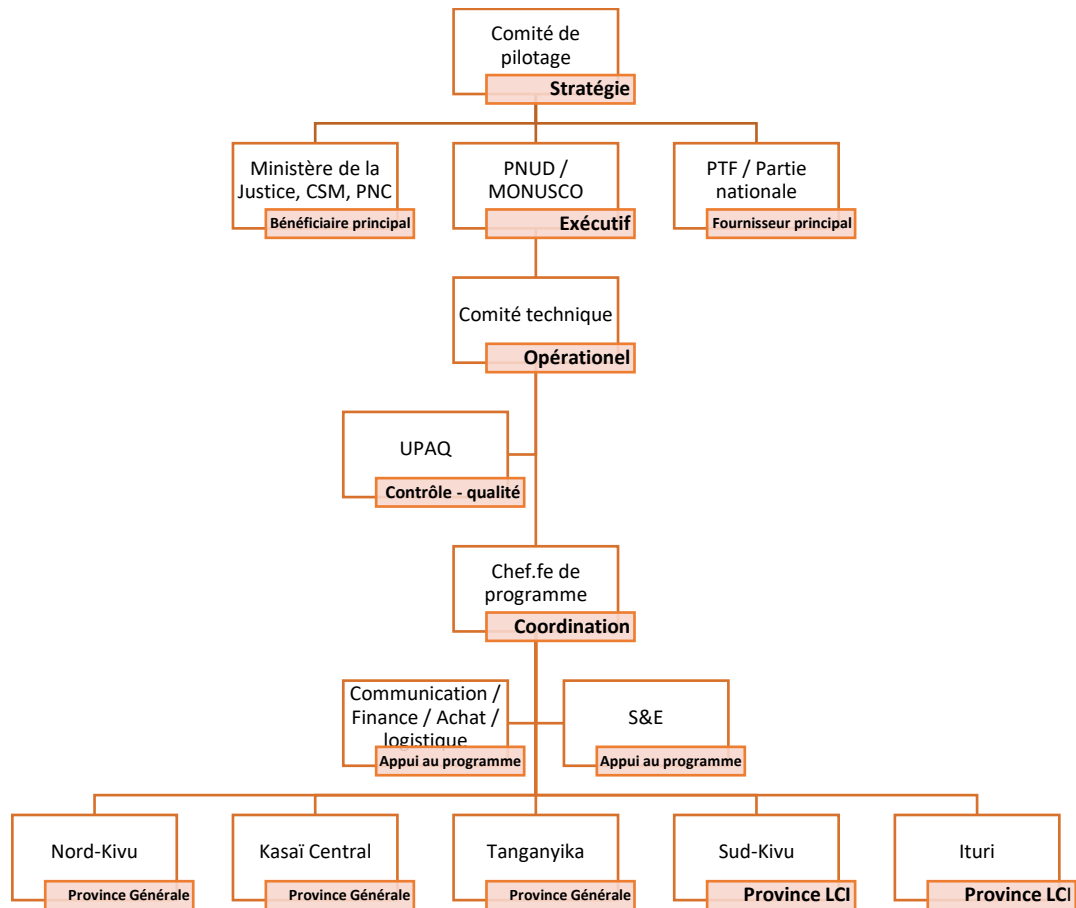 Comité de
pilotage
Stratégie
Ministère de la
Justice, CSM, PNC
Bénéficiaire principal
PNUD /
MONUSCO
Exécutif
PTF / Partie
nationale
Fournisseur principal
Comité technique
Opérationel
UPAQ
Contrôle - qualité
Chef.fe de
programme
Coordination
Communication /
Finance / Achat /
logistique
Appui au programme
S&E
Appui au programme
Nord-Kivu
Province Générale
Kasaï Central
Province Générale
Tanganyika
Province Générale
Sud-Kivu
Province LCI
Ituri
Province LCI